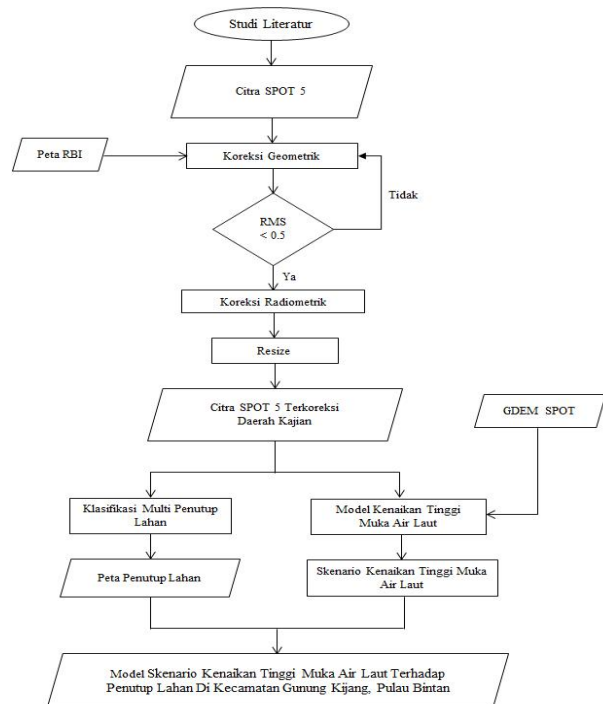 Studi Literatur
Citra SPOT 5
Peta RBI
Koreksi Geometrik
Tidak
RMS
< 0.5
Ya
Koreksi Radiometrik
Resize
Citra SPOT 5 Terkoreksi
Daerah Kajian
GDEM SPOT
Klasifikasi Multi Penutup
Lahan
Model Kenaikan Tinggi
Muka Air Laut
Peta Penutup Lahan
Skenario Kenaikan Tinggi Muka
Air Laut
Model Skenario Kenaikan Tinggi Muka Air Laut Terhadap
Penutup Lahan Di Kecamatan Gunung Kijang, Pulau Bintan